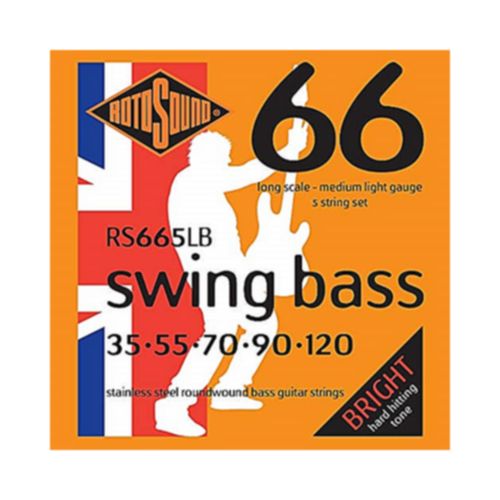 ROTOSOUND®
66
long scale - medium light gauge
5 string set
RS665LB
swing bass
35•55•70•90•120
stainless steel roundwound bass guitar strings
BRIGHT
hard hitting
tone